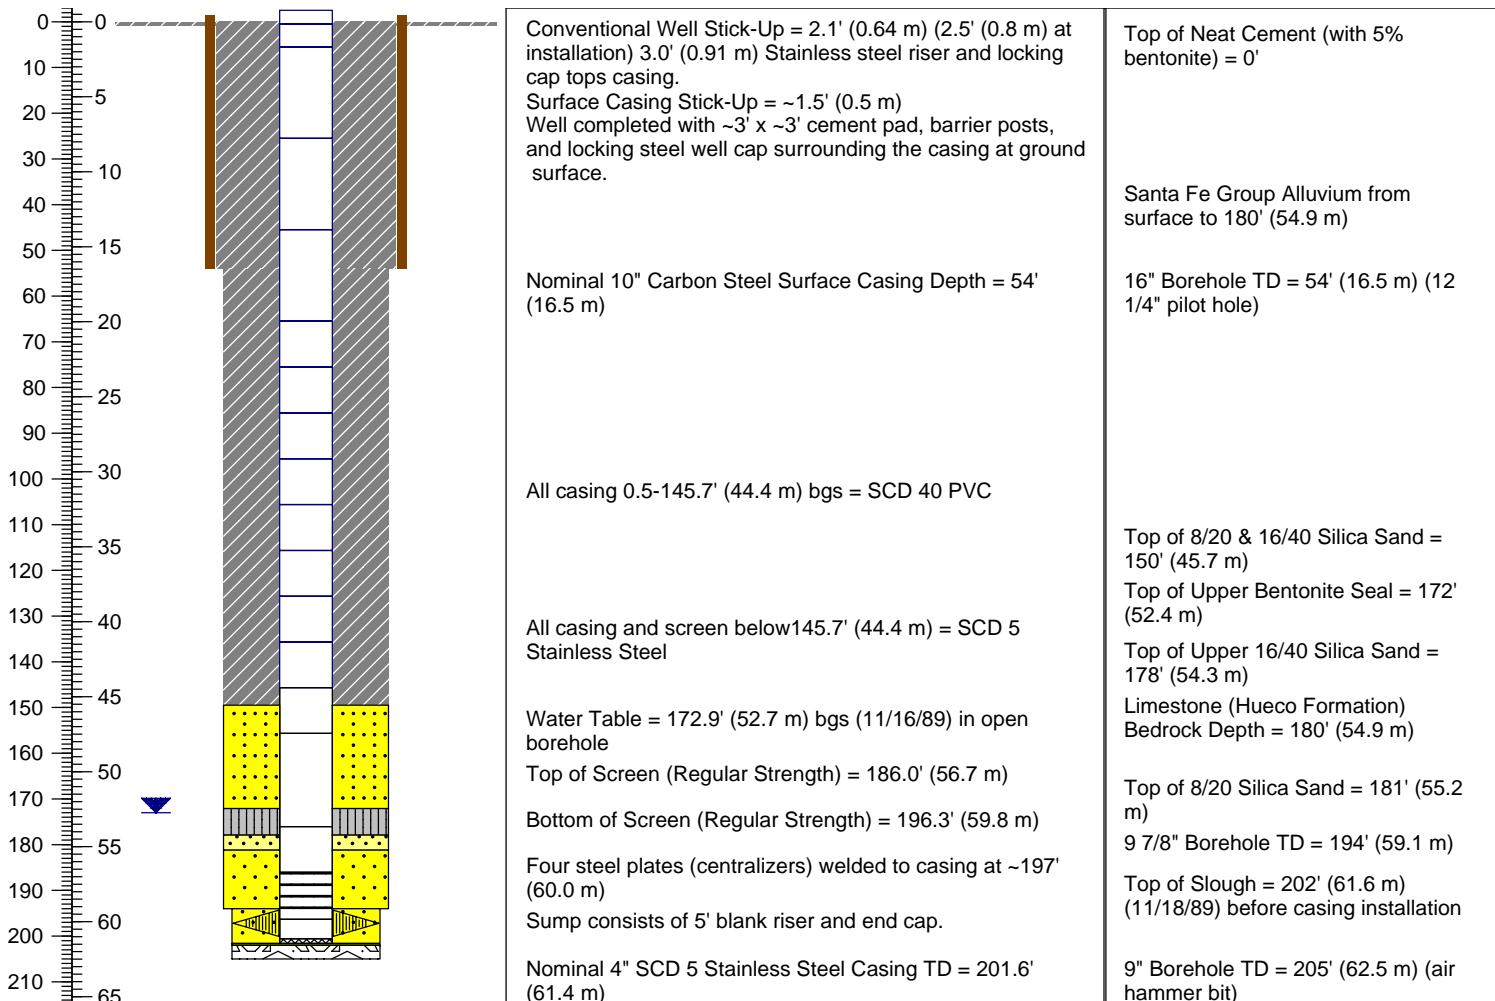 0
10
20
30
40
50
60
70
80
90
100
110
120
130
140
150
160
170
180
190
200
210
0
5
10
15
20
25
30
35
40
45
50
55
60
65
Conventional Well Stick-Up = 2.1' (0.64 m) (2.5' (0.8 m) at
installation) 3.0' (0.91 m) Stainless steel riser and locking
cap tops casing.
Surface Casing Stick-Up = ~1.5' (0.5 m)
Well completed with ~3' x ~3' cement pad, barrier posts,
and locking steel well cap surrounding the casing at ground
surface.
Nominal 10" Carbon Steel Surface Casing Depth = 54'
(16.5 m)
All casing 0.5-145.7' (44.4 m) bgs = SCD 40 PVC
All casing and screen below145.7' (44.4 m) = SCD 5
Stainless Steel
Water Table = 172.9' (52.7 m) bgs (11/16/89) in open
borehole
Top of Screen (Regular Strength) = 186.0' (56.7 m)
Bottom of Screen (Regular Strength) = 196.3' (59.8 m)
Four steel plates (centralizers) welded to casing at ~197'
(60.0 m)
Sump consists of 5' blank riser and end cap.
Nominal 4" SCD 5 Stainless Steel Casing TD = 201.6'
(61.4 m)
Top of Neat Cement (with 5%
bentonite) = 0'
Santa Fe Group Alluvium from
surface to 180' (54.9 m)
16" Borehole TD = 54' (16.5 m) (12
1/4" pilot hole)
Top of 8/20 & 16/40 Silica Sand =
150' (45.7 m)
Top of Upper Bentonite Seal = 172'
(52.4 m)
Top of Upper 16/40 Silica Sand =
178' (54.3 m)
Limestone (Hueco Formation)
Bedrock Depth = 180' (54.9 m)
Top of 8/20 Silica Sand = 181' (55.2
m)
9 7/8" Borehole TD = 194' (59.1 m)
Top of Slough = 202' (61.6 m)
(11/18/89) before casing installation
9" Borehole TD = 205' (62.5 m) (air
hammer bit)